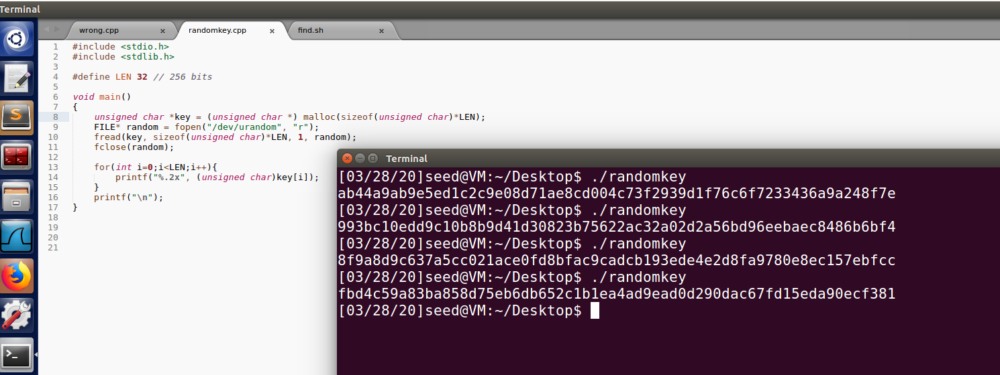 Terminal
wrong.cpp × randomkey.cpp × find.sh ×
1 #include <stdio.h>
2 #include <stdlib.h>
3
4 #define LEN 32 // 256 bits
5
6 void main()
7 {
8 unsigned char *key = (unsigned char *) malloc(sizeof(unsigned char)*LEN);
9 FILE* random = fopen("/dev/urandom", "r");
10 fread(key, sizeof(unsigned char)*LEN, 1, random);
11 fclose(random);
12
13 for(int i=0;i<LEN;i++){
14 printf("%.2x", (unsigned char)key[i]);
15 }
16 printf("\n");
17 }
18
19
20
21
Terminal
[03/28/20]seed@VM:~/Desktop$ ./randomkey
ab44a9ab9e5ed1c2c9e08d71ae8cd004c73f2939d1f76c6f7233436a9a248f7e
[03/28/20]seed@VM:~/Desktop$ ./randomkey
993bc10edd9c10b8b9d41d30823b75622ac32a02d2a56bd96eebaec8486b6bf4
[03/28/20]seed@VM:~/Desktop$ ./randomkey
8f9a8d9c637a5cc021ace0fd8bfac9cadcb193ede4e2d8fa9780e8ec157ebfcc
[03/28/20]seed@VM:~/Desktop$ ./randomkey
fbd4c59a83ba858d75eb6db652c1b1ea4ad9ead0d290dac67fd15eda90ecf381
[03/28/20]seed@VM:~/Desktop$